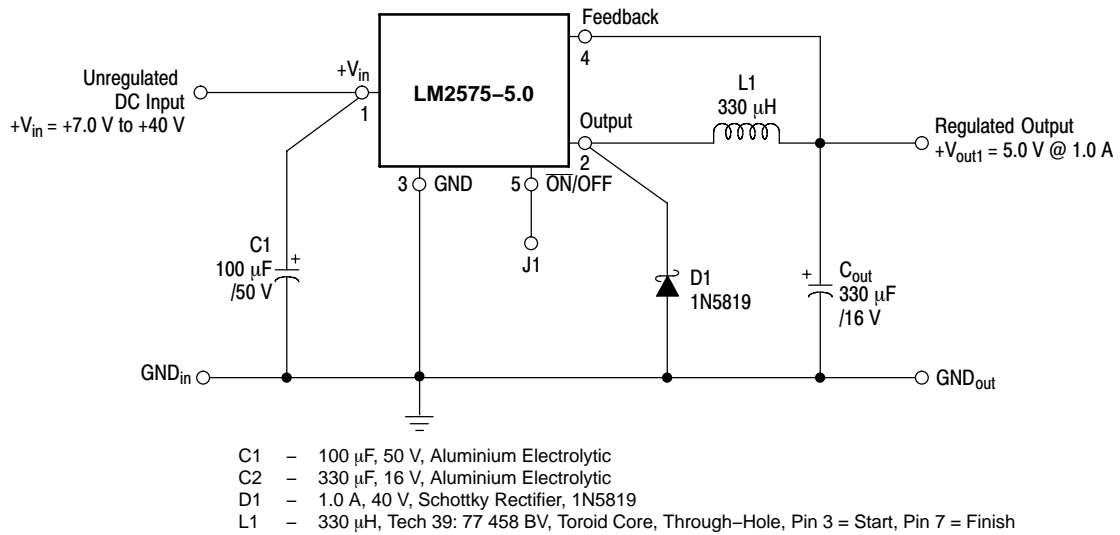 Feedback
4
Unregulated
DC Input
+Vin = +7.0 V to +40 V
+Vin
1
LM2575−5.0
L1
330 μH
Output
2
Regulated Output
+Vout1 = 5.0 V @ 1.0 A
3
GND
5
ON/OFF
J1
C1
100 μF
/50 V
+
D1
1N5819
+
Cout
330 μF
/16 V
GNDin
GNDout
C1 – 100 μF, 50 V, Aluminium Electrolytic
C2 – 330 μF, 16 V, Aluminium Electrolytic
D1 – 1.0 A, 40 V, Schottky Rectifier, 1N5819
L1 – 330 μH, Tech 39: 77 458 BV, Toroid Core, Through−Hole, Pin 3 = Start, Pin 7 = Finish